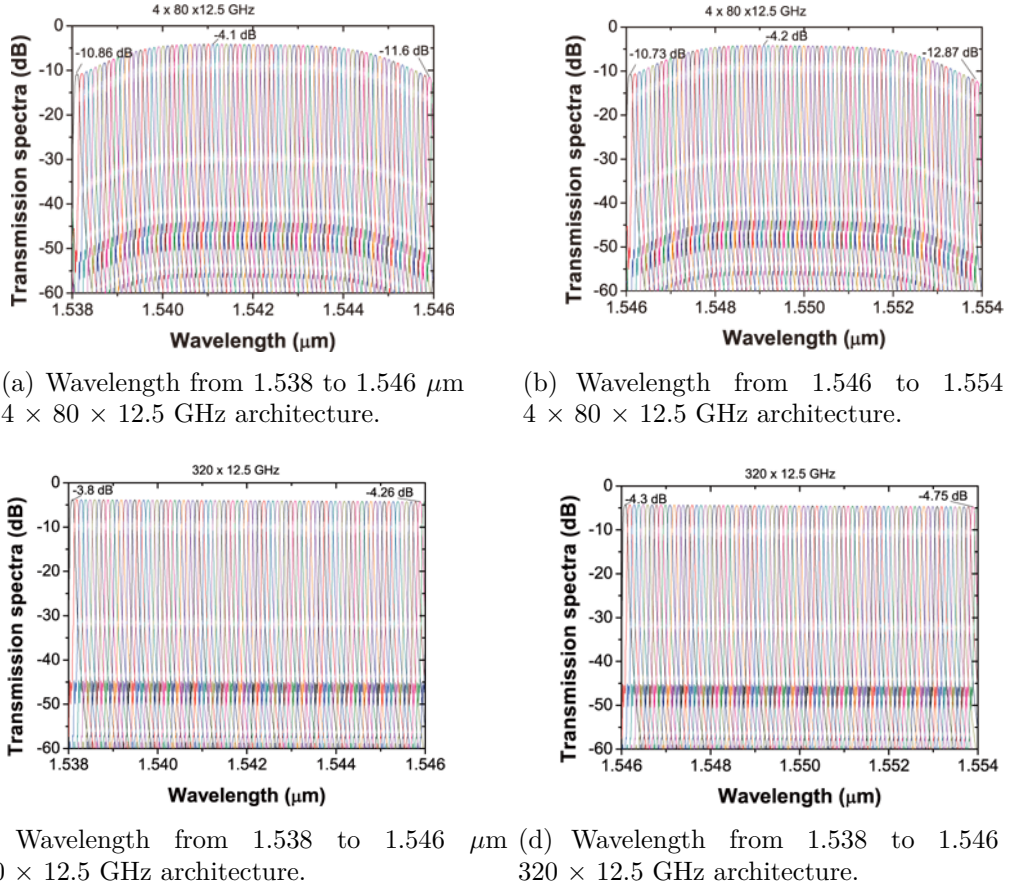 4 x 80 x12.5 GHz
0
-10
-20
-30
-40
-50
-60
-10.86 dB
-4.1 dB
-11.6 dB
Transmission spectra (dB)
1.538
1.540
1.542
1.544
1.546
Wavelength (μm)
4 x 80 x12.5 GHz
0
-10
-20
-30
-40
-50
-60
-10.73 dB
-4.2 dB
-12.87 dB
Transmission spectra (dB)
1.546
1.548
1.550
1.552
1.554
Wavelength (μm)
(a) Wavelength from 1.538 to 1.546 μm
4 × 80 × 12.5 GHz architecture.
(b) Wavelength from 1.546 to 1.554
4 × 80 × 12.5 GHz architecture.
320 x 12.5 GHz
0
-10
-20
-30
-40
-50
-60
-3.8 dB
-4.26 dB
Transmission spectra (dB)
1.538
1.540
1.542
1.544
1.546
Wavelength (μm)
320 x 12.5 GHz
0
-10
-20
-30
-40
-50
-60
-4.3 dB
-4.75 dB
Transmission spectra (dB)
1.546
1.548
1.550
1.552
1.554
Wavelength (μm)
Wavelength from 1.538 to 1.546 μm
× 12.5 GHz architecture.
(d) Wavelength from 1.538 to 1.546
320 × 12.5 GHz architecture.